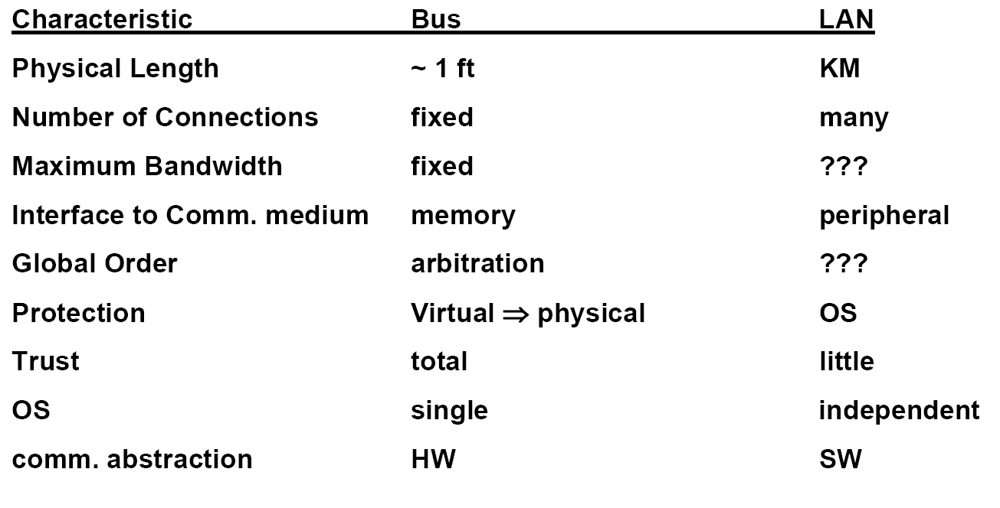 Characteristic Bus LAN
Physical Length ~ 1 ft KM
Number of Connections fixed many
Maximum Bandwidth fixed ???
Interface to Comm. medium memory peripheral
Global Order arbitration ???
Protection Virtual ⇒ physical OS
Trust total little
OS single independent
comm. abstraction HW SW